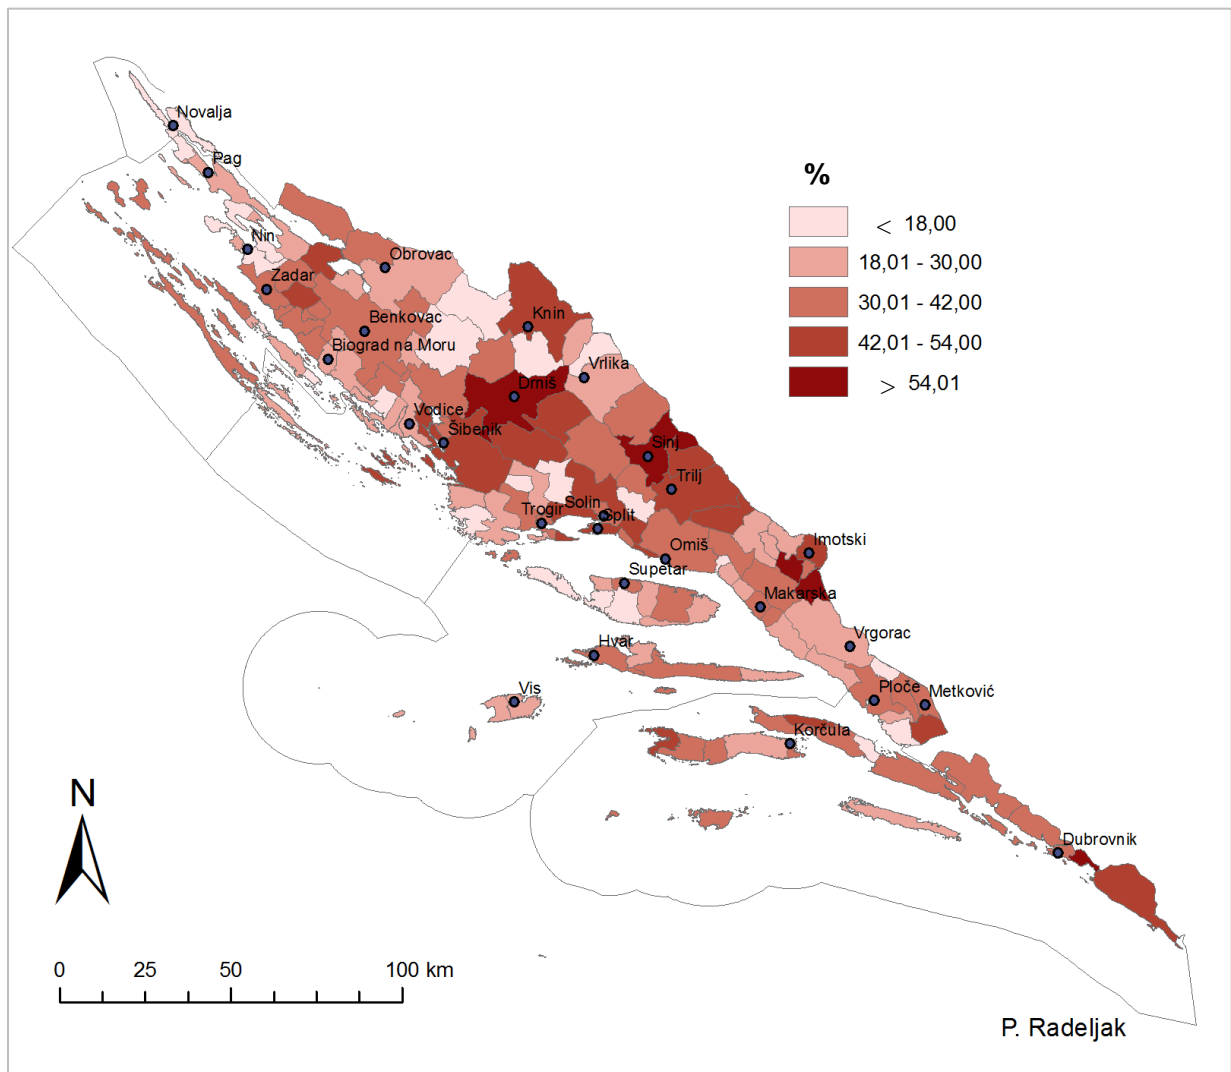 Novalja
Pag
%
< 18,00
Nin
18,01 - 30,00
Obrovac
Zadar
30,01 - 42,00
Knin
Benkovac
42,01 - 54,00
Biograd na Moru
Vrlika
Drniš
> 54,01
Vodice
Šibenik
Sinj
Trilj
Solin
Trogir
Split
Imotski
Omiš
Supetar
Makarska
Vrgorac
Hvar
Vis
Ploče
Metković
Korčula
N
Dubrovnik
0 25 50 100 km
P. Radeljak